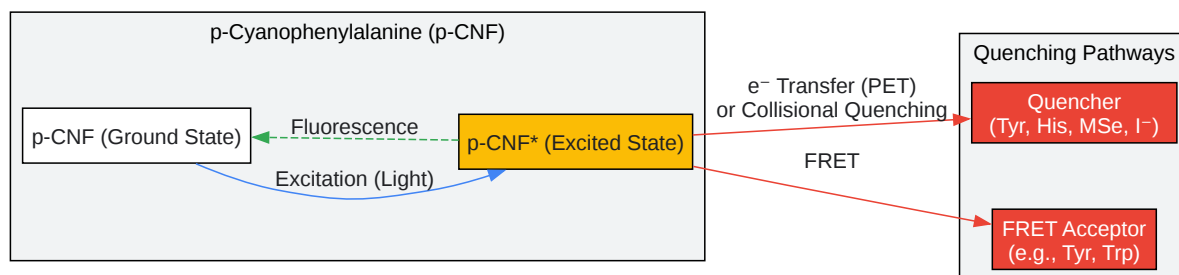 p-Cyanophenylalanine (p-CNF)
p-CNF (Ground State)
Fluorescence
Excitation (Light)
p-CNF* (Excited State)
e⁻ Transfer (PET)
or Collisional Quenching
FRET
Quenching Pathways
Quencher
(Tyr, His, MSe, I⁻)
FRET Acceptor
(e.g., Tyr, Trp)